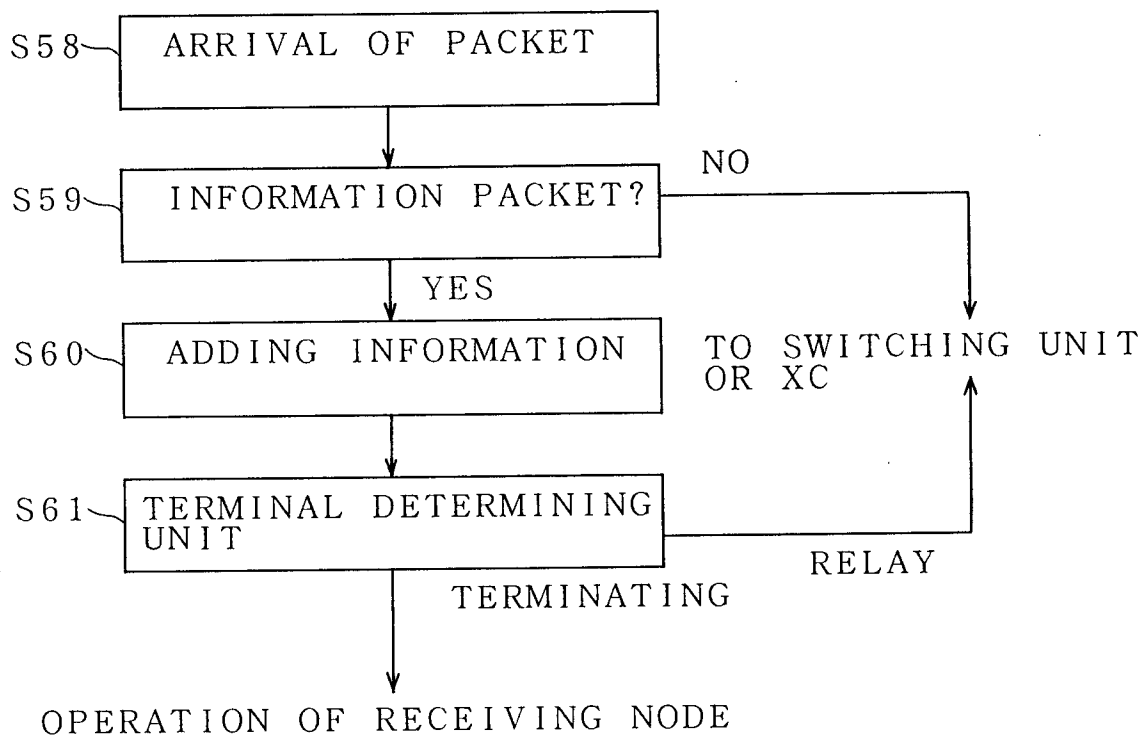 S58
ARRIVAL OF PACKET
NO
S59
INFORMATION PACKET?
YES
S60
ADDING INFORMATION
TO SWITCHING UNIT
OR XC
S61
TERMINAL DETERMINING
UNIT
RELAY
TERMINATING
OPERATION OF RECEIVING NODE